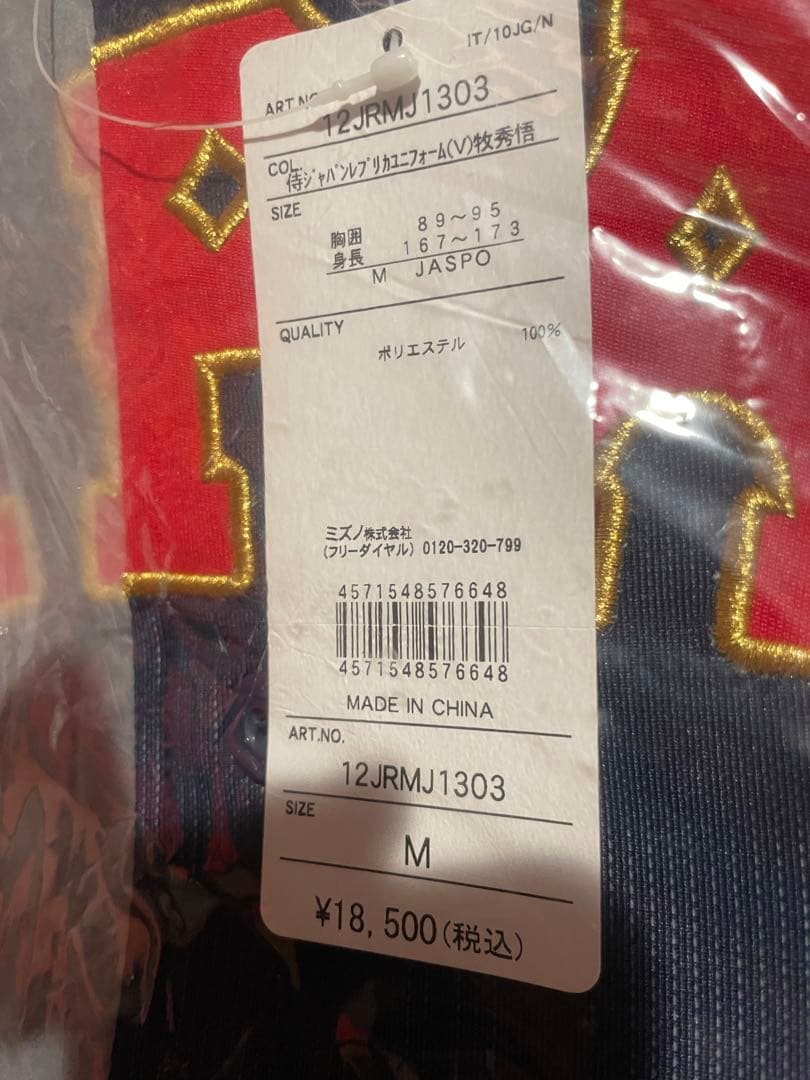 IT/10JG/N
ART.NO.
12JRMJ1303
COL.
侍ｼﾞｬﾊﾟﾝﾚﾌﾟﾘｶﾕﾆﾌｫｰﾑ(V)牧秀悟
SIZE
胸囲 89～95
身長 167～173
M JASPO
QUALITY
ポリエステル 100%
ミズノ株式会社
(フリーダイヤル) 0120-320-799
4571548576648
4571548576648
MADE IN CHINA
ART.NO.
12JRMJ1303
SIZE
M
¥18,500(税込)